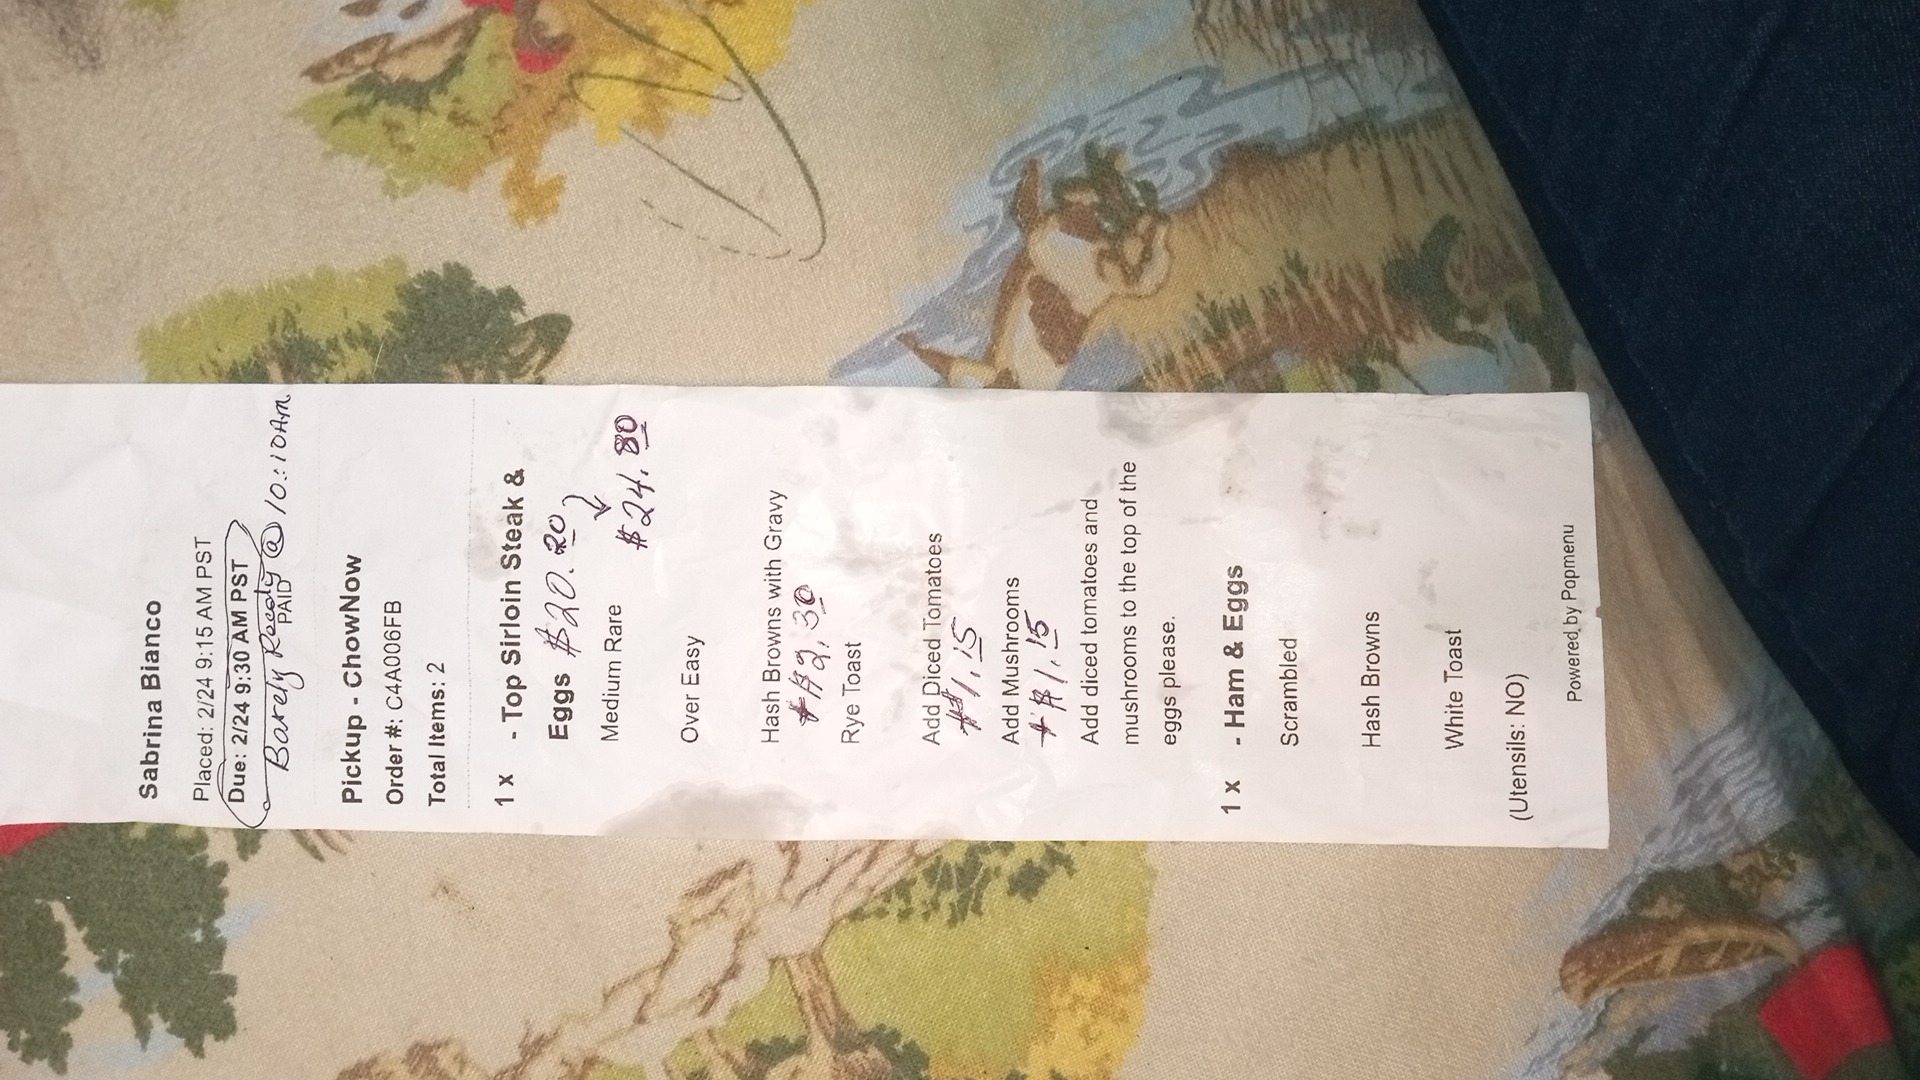 Sabrina Bianco
Placed: 2/24 9:15 AM PST
Due: 2/24 9:30 AM PST
Barely Ready @ 10:10AM
PAID
Pickup - ChowNow
Order #: C4A006FB
Total Items: 2
1 x - Top Sirloin Steak &
Eggs $20.20
Medium Rare $24.80
Over Easy
Hash Browns with Gravy
+$2.30
Rye Toast
Add Diced Tomatoes
+$1.15
Add Mushrooms
+$1.15
Add diced tomatoes and
mushrooms to the top of the
eggs please.
1 x - Ham & Eggs
Scrambled
Hash Browns
White Toast
(Utensils: NO)
Powered by Popmenu